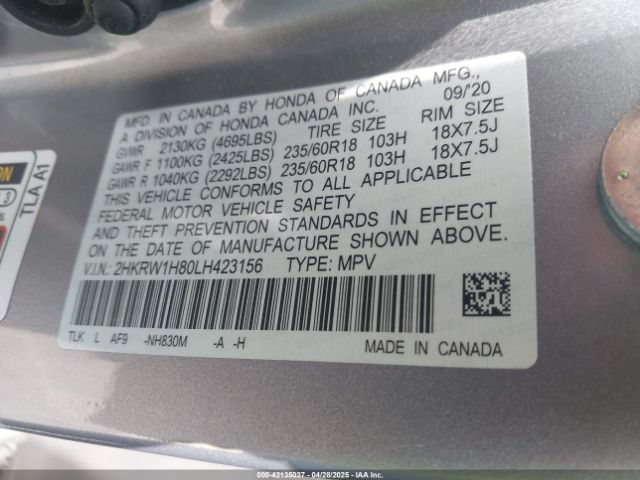 MFD. IN CANADA BY HONDA OF CANADA MFG.,
A DIVISION OF HONDA CANADA INC. 09/'20
GVWR 2130KG (4695LBS) TIRE SIZE RIM SIZE
GAWR F 1100KG (2425LBS) 235/60R18 103H 18X7.5J
GAWR R 1040KG (2292LBS) 235/60R18 103H 18X7.5J
THIS VEHICLE CONFORMS TO ALL APPLICABLE
FEDERAL MOTOR VEHICLE SAFETY
AND THEFT PREVENTION STANDARDS IN EFFECT
ON THE DATE OF MANUFACTURE SHOWN ABOVE.
V.I.N.: 2HKRW1H80LH423156 TYPE: MPV
TLK L AF9 -NH830M -A -H
MADE IN CANADA
TLA A1
ON
3
000-42135037 - 04/28/2025 - IAA Inc.